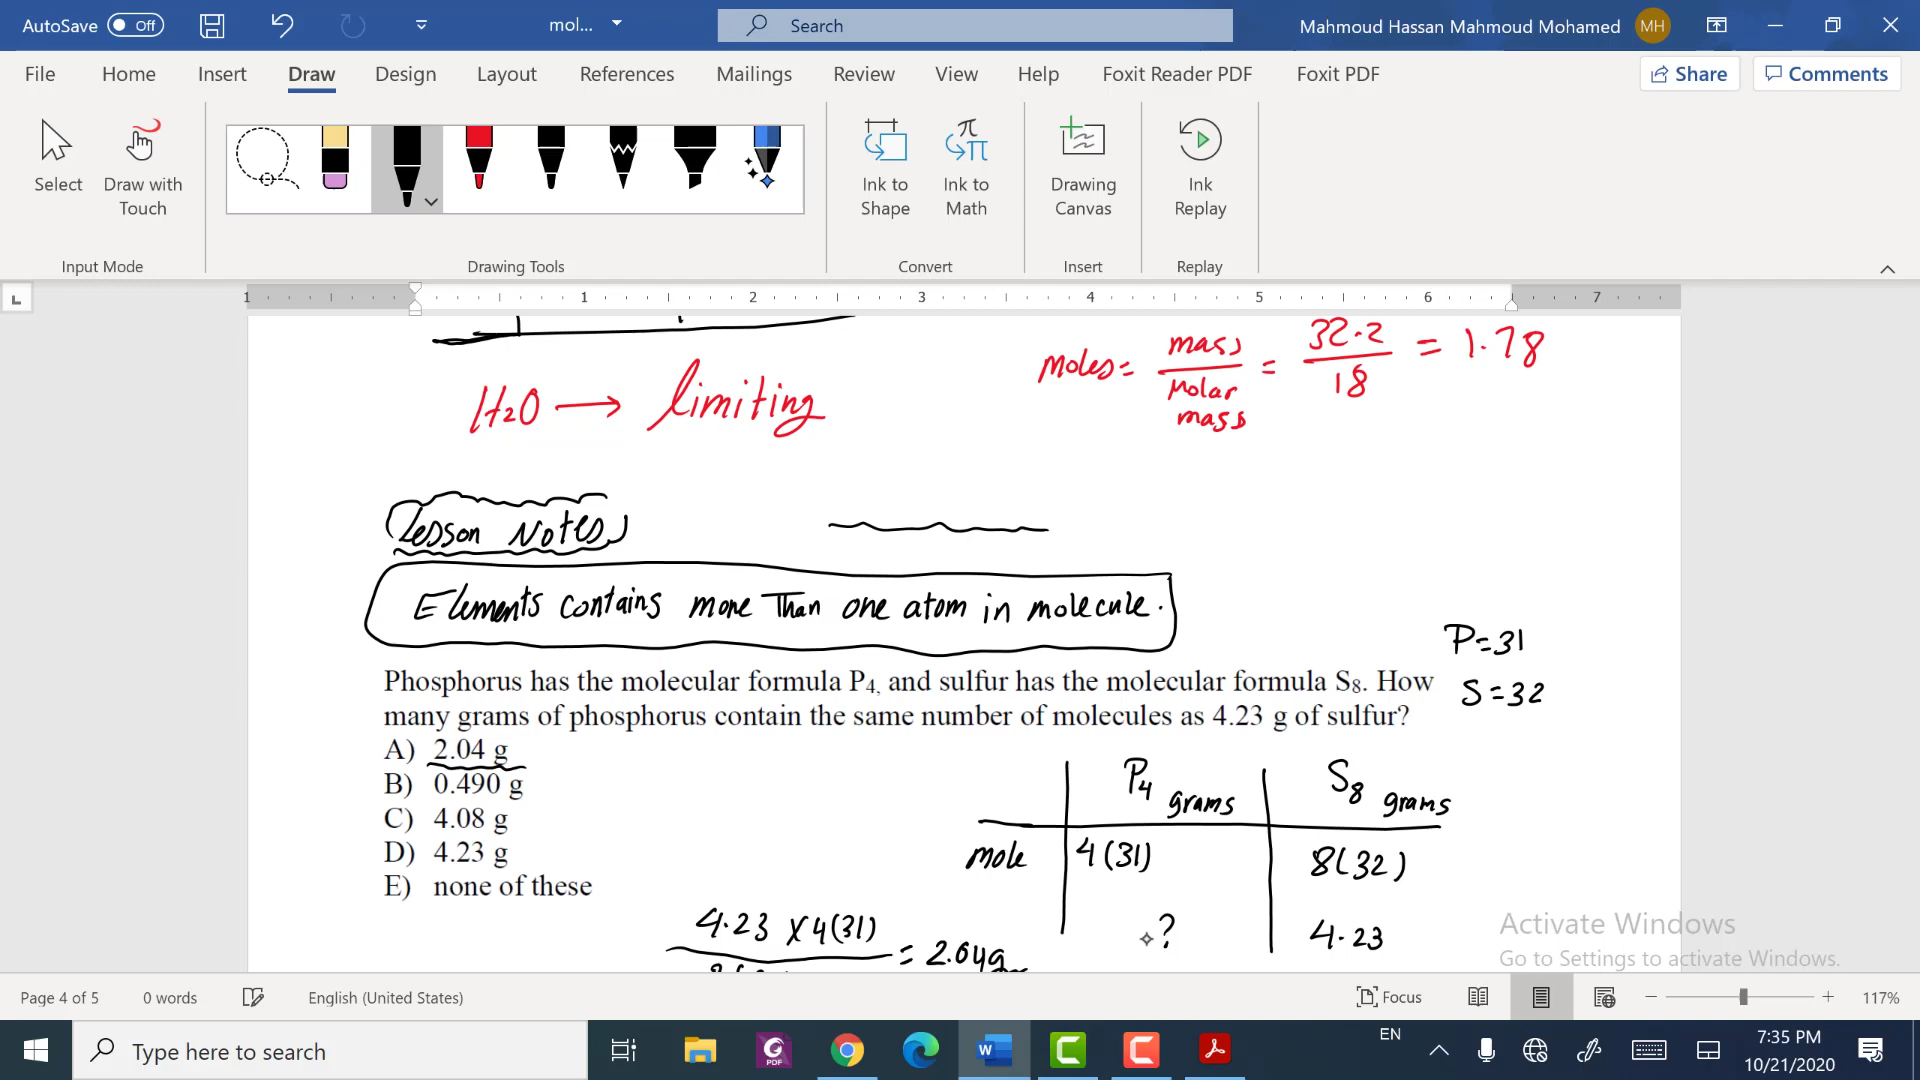 AutoSave Off mol... Search Mahmoud Hassan Mahmoud Mohamed MH
File Home Insert Draw Design Layout References Mailings Review View Help Foxit Reader PDF Foxit PDF Share Comments
Select
Draw with Touch
Ink to Shape
Ink to Math
Drawing Canvas
Ink Replay
Input Mode Drawing Tools Convert Insert Replay
1 1 2 3 4 5 6 7
moles = mass / Molar mass = 32.2 / 18 = 1.78
H2O → limiting
Lesson Notes
Elements contains more Than one atom in molecule.
P=31
S=32
Phosphorus has the molecular formula P4, and sulfur has the molecular formula S8. How
many grams of phosphorus contain the same number of molecules as 4.23 g of sulfur?
A) 2.04 g
B) 0.490 g
C) 4.08 g
D) 4.23 g
E) none of these
P4 grams S8 grams
mole 4(31) 8(32)
? 4.23
4.23 x 4(31)
= 2.04g
Activate Windows
Go to Settings to activate Windows.
Page 4 of 5 0 words English (United States) Focus 117%
Type here to search
EN
7:35 PM
10/21/2020